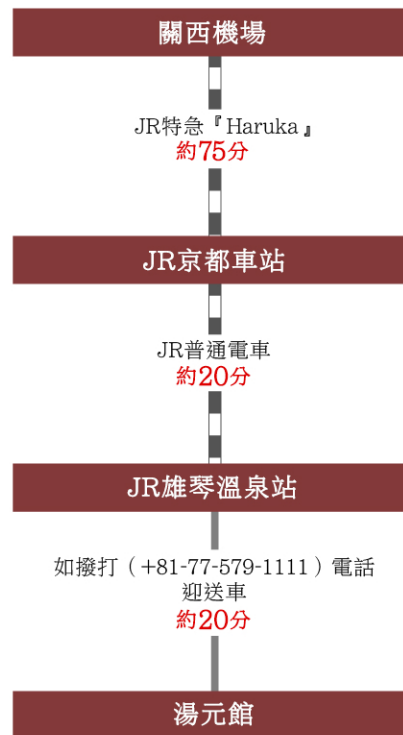 關西機場
JR特急『Haruka』
約75分
JR京都車站
JR普通電車
約20分
JR雄琴溫泉站
如撥打（+81-77-579-1111）電話
迎送車
約20分
湯元館